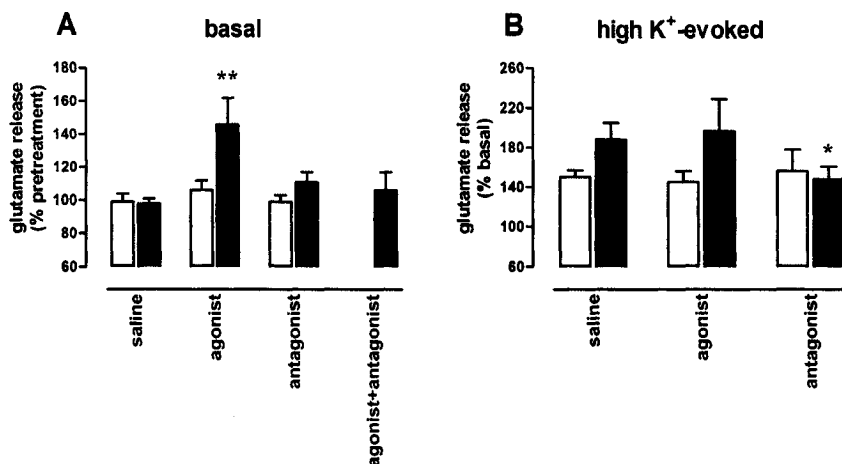 A
basal
glutamate release
(% pretreatment)
180
160
140
120
100
80
60
**
saline
agonist
antagonist
agonist+antagonist
B
high K⁺-evoked
glutamate release
(% basal)
260
220
180
140
100
60
*
saline
agonist
antagonist